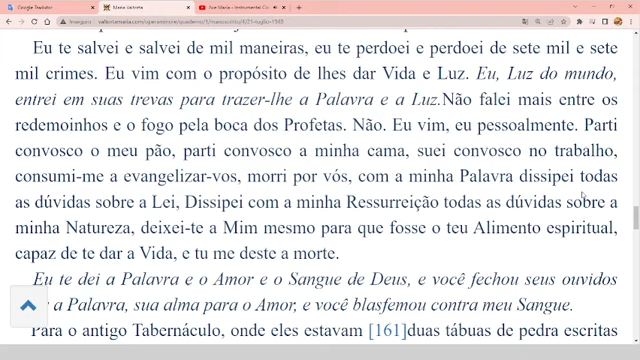 Google Tradutor
Maria Valtorta
Ave Maria - Instrumental Co
Inseguro | valtortamaria.com/operaminore/quaderno/1/manoscritto/4/21-luglio-1943
Eu te salvei e salvei de mil maneiras, eu te perdoei e perdoei de sete mil e sete
mil crimes. Eu vim com o propósito de lhes dar Vida e Luz. Eu, Luz do mundo,
entrei em suas trevas para trazer-lhe a Palavra e a Luz.Não falei mais entre os
redemoinhos e o fogo pela boca dos Profetas. Não. Eu vim, eu pessoalmente. Parti
convosco o meu pão, parti convosco a minha cama, suei convosco no trabalho,
consumi-me a evangelizar-vos, morri por vós, com a minha Palavra dissipei todas
as dúvidas sobre a Lei, Dissipei com a minha Ressurreição todas as dúvidas sobre a
minha Natureza, deixei-te a Mim mesmo para que fosse o teu Alimento espiritual,
capaz de te dar a Vida, e tu me deste a morte.
Eu te dei a Palavra e o Amor e o Sangue de Deus, e você fechou seus ouvidos
a Palavra, sua alma para o Amor, e você blasfemou contra meu Sangue.
Para o antigo Tabernáculo, onde eles estavam [161]duas tábuas de pedra escritas